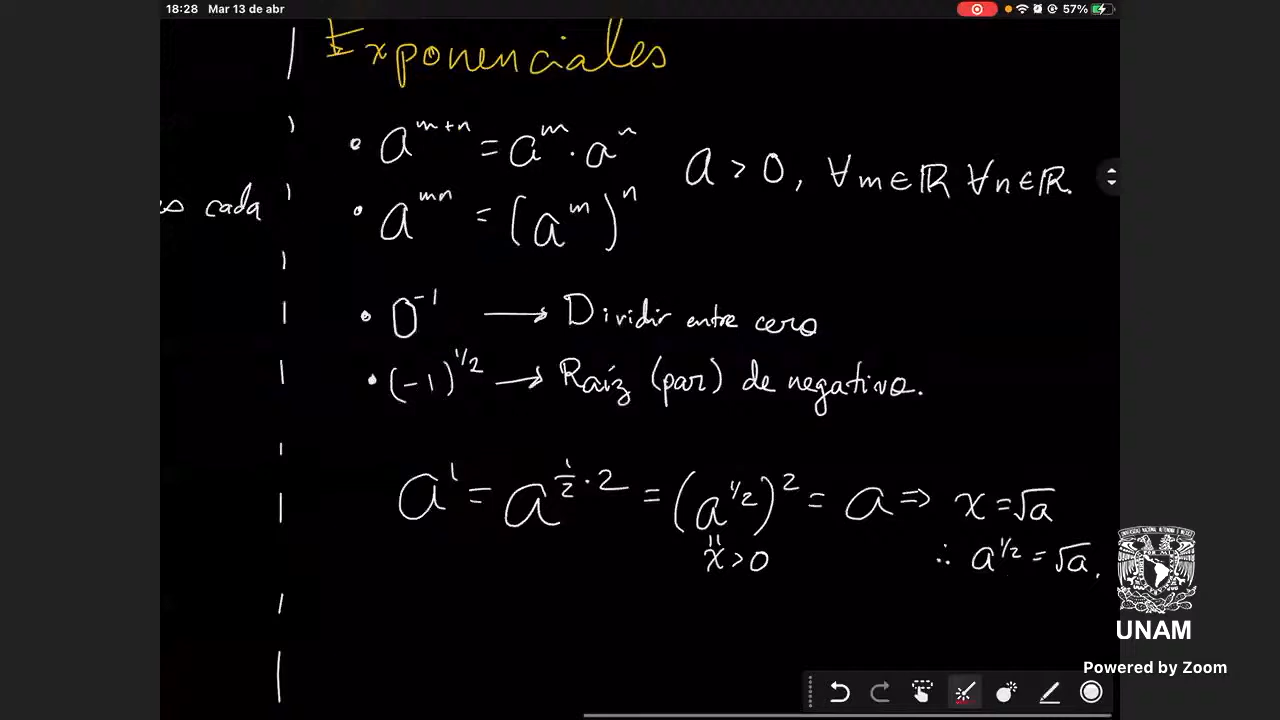 18:28 Mar 13 de abr 57%
Exponenciales
• a^{m+n} = a^m · a^n
a > 0, ∀m∈ℝ ∀n∈ℝ.
• a^{mn} = (a^m)^n
cada
• 0^{-1} → Dividir entre cero
• (-1)^{1/2} → Raíz (par) de negativo.
a^1 = a^{\frac{1}{2}·2} = (a^{1/2})^2 = a ⇒ x = √a
x > 0
∴ a^{1/2} = √a.
UNAM
Powered by Zoom